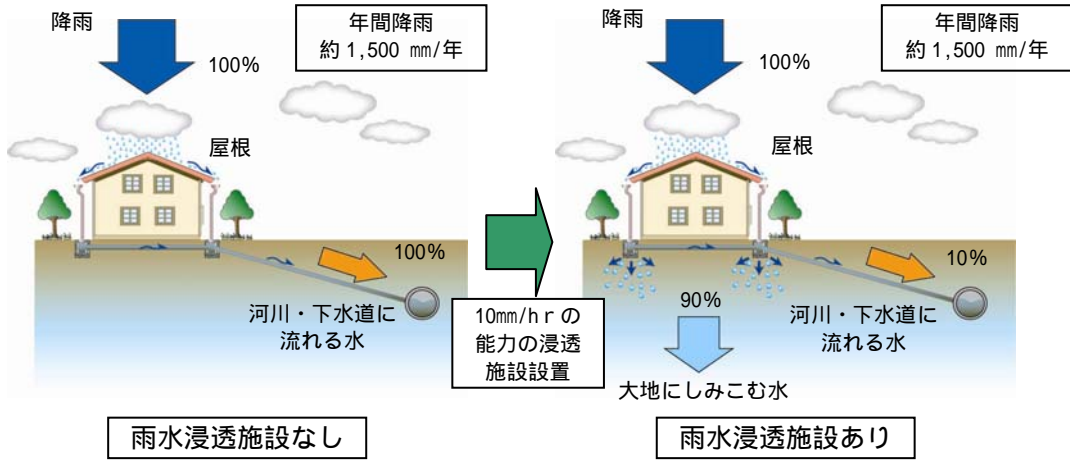 降雨
年間降雨
約 1,500 mm/年
100%
屋根
100%
河川・下水道に
流れる水
雨水浸透施設なし
10mm/hrの
能力の浸透
施設設置
降雨
年間降雨
約 1,500 mm/年
100%
屋根
10%
90%
河川・下水道に
流れる水
大地にしみこむ水
雨水浸透施設あり